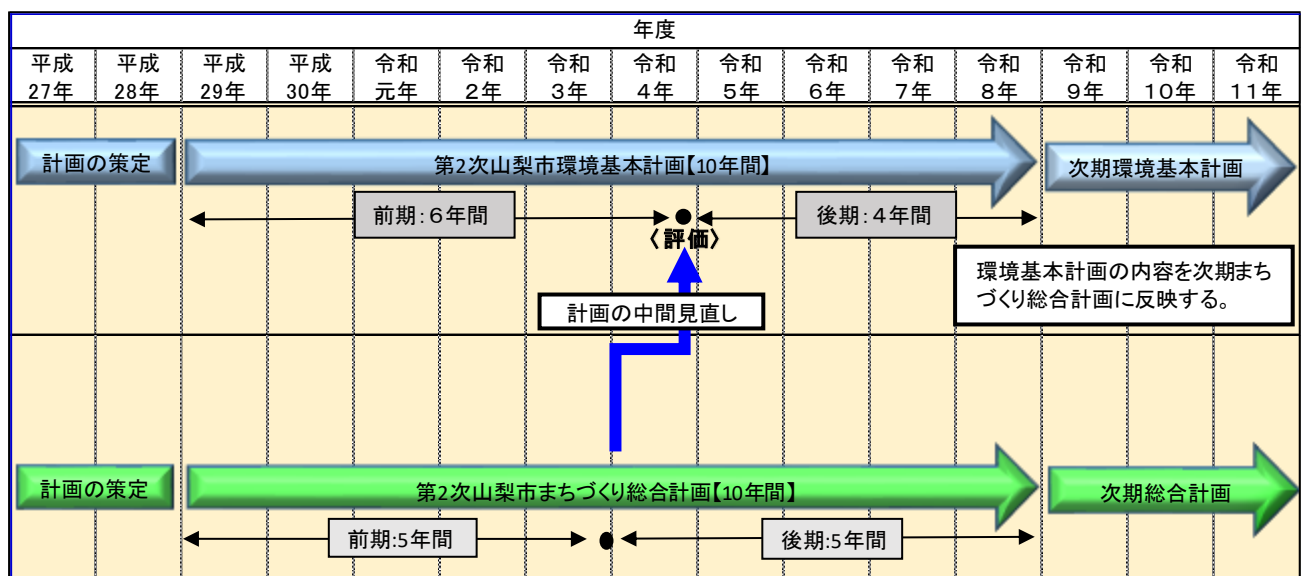 年度
平成 平成 平成 平成 令和 令和 令和 令和 令和 令和 令和 令和 令和 令和 令和
27年 28年 29年 30年 元年 2年 3年 4年 5年 6年 7年 8年 9年 10年 11年
計画の策定 第2次山梨市環境基本計画【10年間】 次期環境基本計画
前期：6年間 後期：4年間
〈評価〉
環境基本計画の内容を次期まち
づくり総合計画に反映する。
計画の中間見直し
計画の策定 第2次山梨市まちづくり総合計画【10年間】 次期総合計画
前期:5年間 後期:5年間